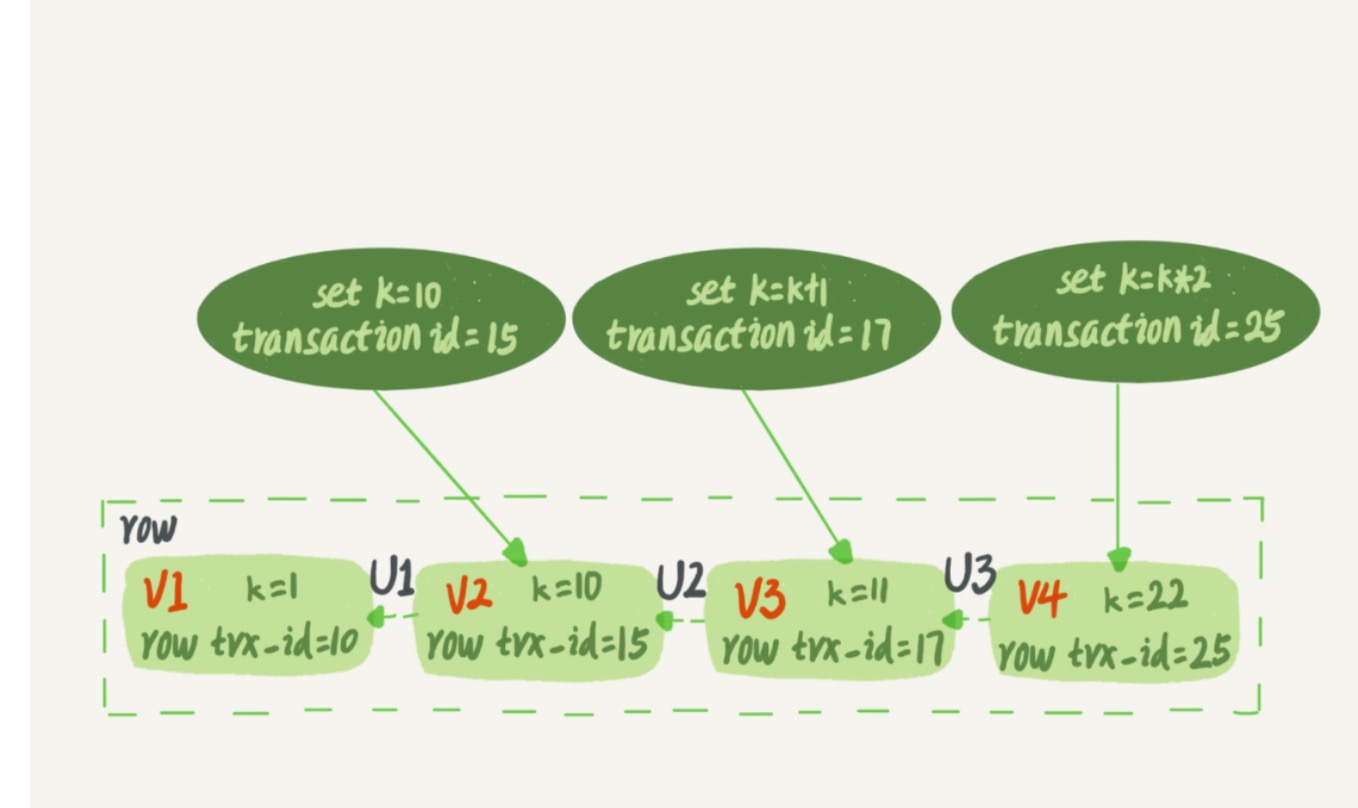 set k=10
transaction id=15
set k=k+1
transaction id=17
set k=k*2
transaction id=25
row
V1 k=1
row trx-id=10
U1
V2 k=10
row trx-id=15
U2
V3 k=11
row trx-id=17
U3
V4 k=22
row trx-id=25